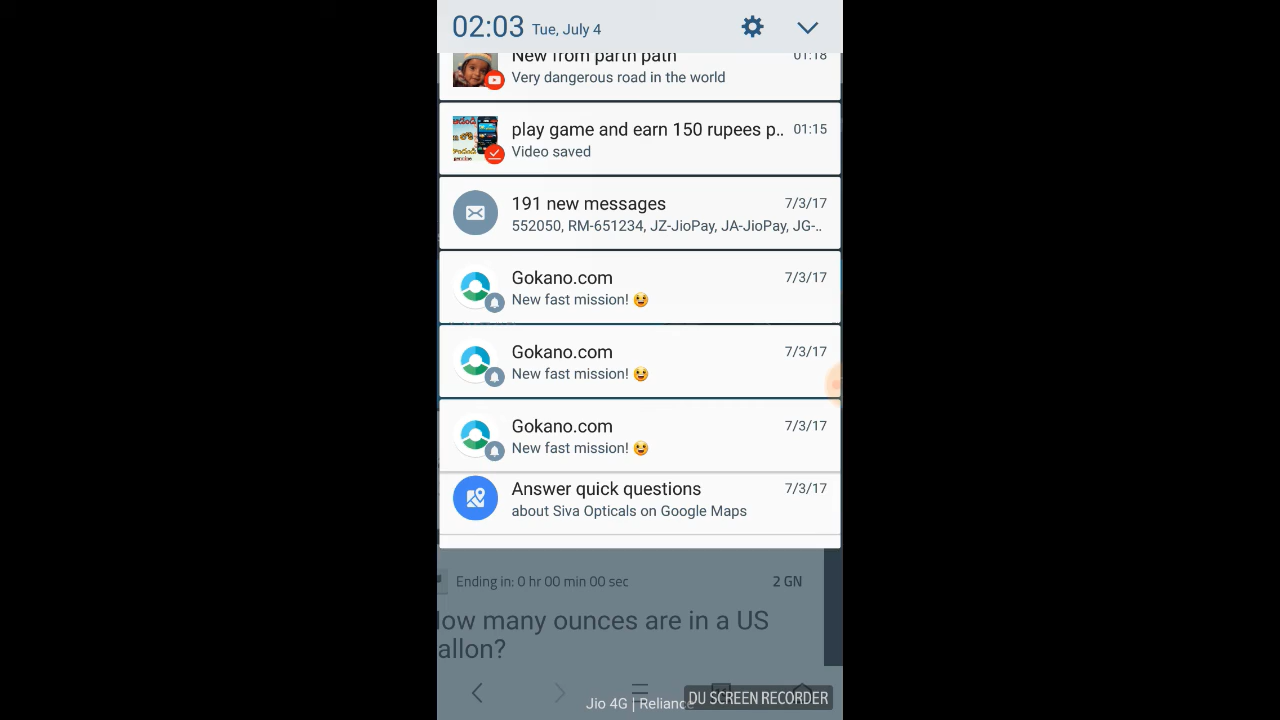 02:03 Tue, July 4
New from parth path 01:18
Very dangerous road in the world
play game and earn 150 rupees p.. 01:15
Video saved
191 new messages 7/3/17
552050, RM-651234, JZ-JioPay, JA-JioPay, JG-..
Gokano.com 7/3/17
New fast mission! 😉
Gokano.com 7/3/17
New fast mission! 😉
Gokano.com 7/3/17
New fast mission! 😉
Answer quick questions 7/3/17
about Siva Opticals on Google Maps
Ending in: 0 hr 00 min 00 sec 2 GN
ow many ounces are in a US
allon?
Jio 4G | Reliance
DU SCREEN RECORDER